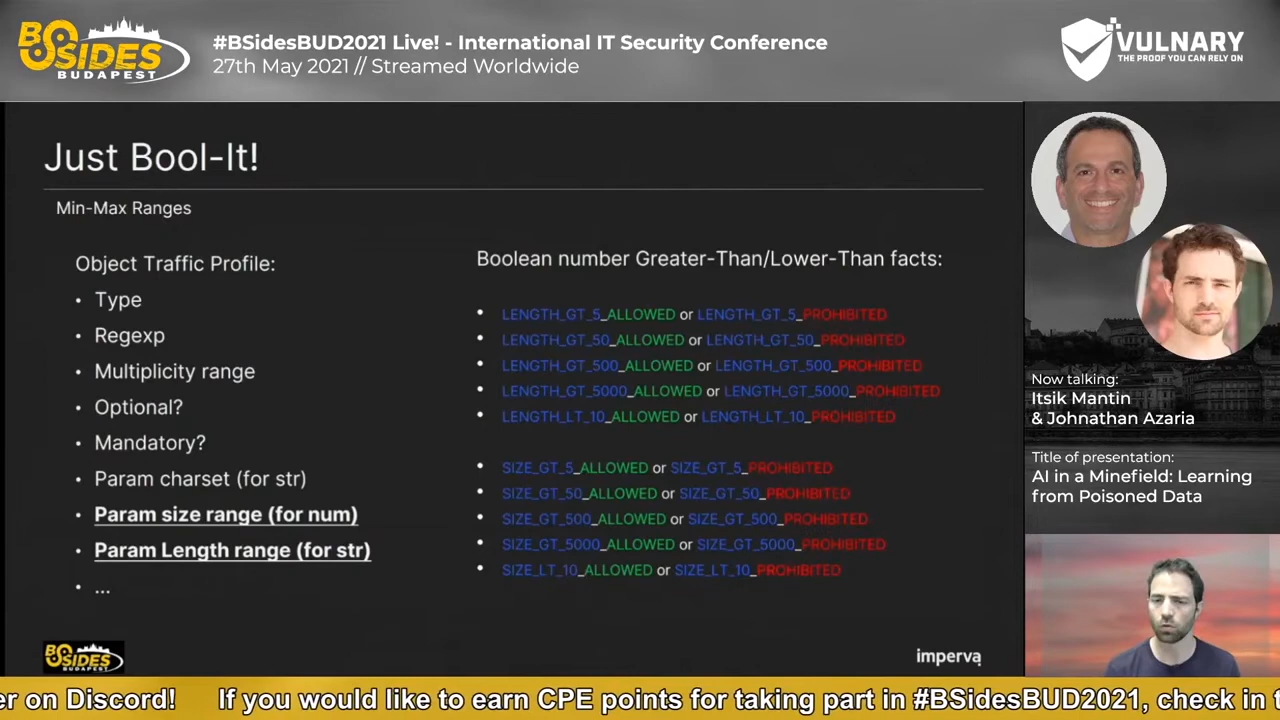 BSIDES
BUDAPEST
#BSidesBUD2021 Live! - International IT Security Conference
27th May 2021 // Streamed Worldwide
VULNARY
THE PROOF YOU CAN RELY ON
Just Bool-It!
Min-Max Ranges
Object Traffic Profile:
• Type
• Regexp
• Multiplicity range
• Optional?
• Mandatory?
• Param charset (for str)
• Param size range (for num)
• Param Length range (for str)
• ...
Boolean number Greater-Than/Lower-Than facts:
• LENGTH_GT_5_ALLOWED or LENGTH_GT_5_PROHIBITED
• LENGTH_GT_50_ALLOWED or LENGTH_GT_50_PROHIBITED
• LENGTH_GT_500_ALLOWED or LENGTH_GT_500_PROHIBITED
• LENGTH_GT_5000_ALLOWED or LENGTH_GT_5000_PROHIBITED
• LENGTH_LT_10_ALLOWED or LENGTH_LT_10_PROHIBITED
• SIZE_GT_5_ALLOWED or SIZE_GT_5_PROHIBITED
• SIZE_GT_50_ALLOWED or SIZE_GT_50_PROHIBITED
• SIZE_GT_500_ALLOWED or SIZE_GT_500_PROHIBITED
• SIZE_GT_5000_ALLOWED or SIZE_GT_5000_PROHIBITED
• SIZE_LT_10_ALLOWED or SIZE_LT_10_PROHIBITED
BSIDES
BUDAPEST
imperva
Now talking:
Itsik Mantin
& Johnathan Azaria
Title of presentation:
AI in a Minefield: Learning
from Poisoned Data
er on Discord! If you would like to earn CPE points for taking part in #BSidesBUD2021, check in t